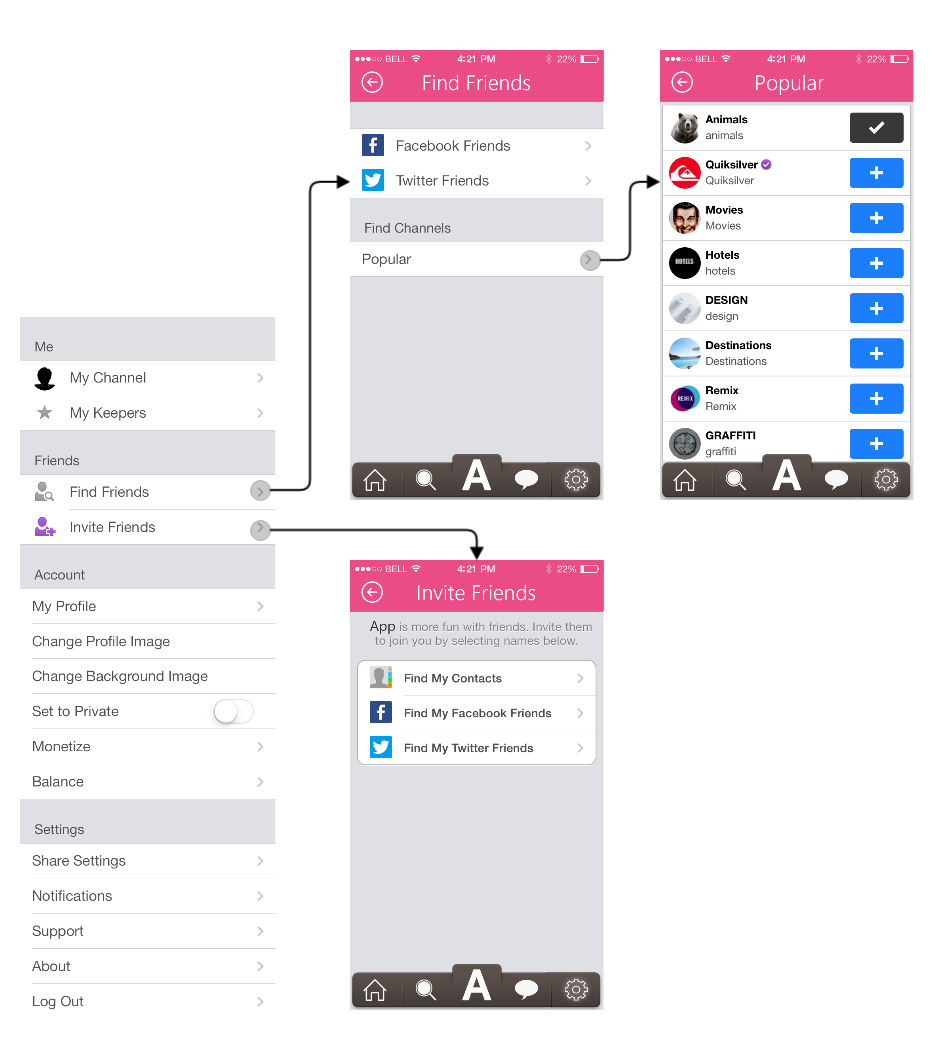 ●●●○○ BELL 4:21 PM 22%
Find Friends
Facebook Friends
Twitter Friends
Find Channels
Popular
A
●●●○○ BELL 4:21 PM 22%
Popular
Animals
animals
Quiksilver
Quiksilver
Movies
Movies
HOTELS
Hotels
hotels
DESIGN
design
Destinations
Destinations
REMIX
Remix
Remix
GRAFFITI
graffiti
A
Me
My Channel
My Keepers
Friends
Find Friends
Invite Friends
Account
My Profile
Change Profile Image
Change Background Image
Set to Private
Monetize
Balance
Settings
Share Settings
Notifications
Support
About
Log Out
●●●○○ BELL 4:21 PM 22%
Invite Friends
App is more fun with friends. Invite them
to join you by selecting names below.
Find My Contacts
Find My Facebook Friends
Find My Twitter Friends
A